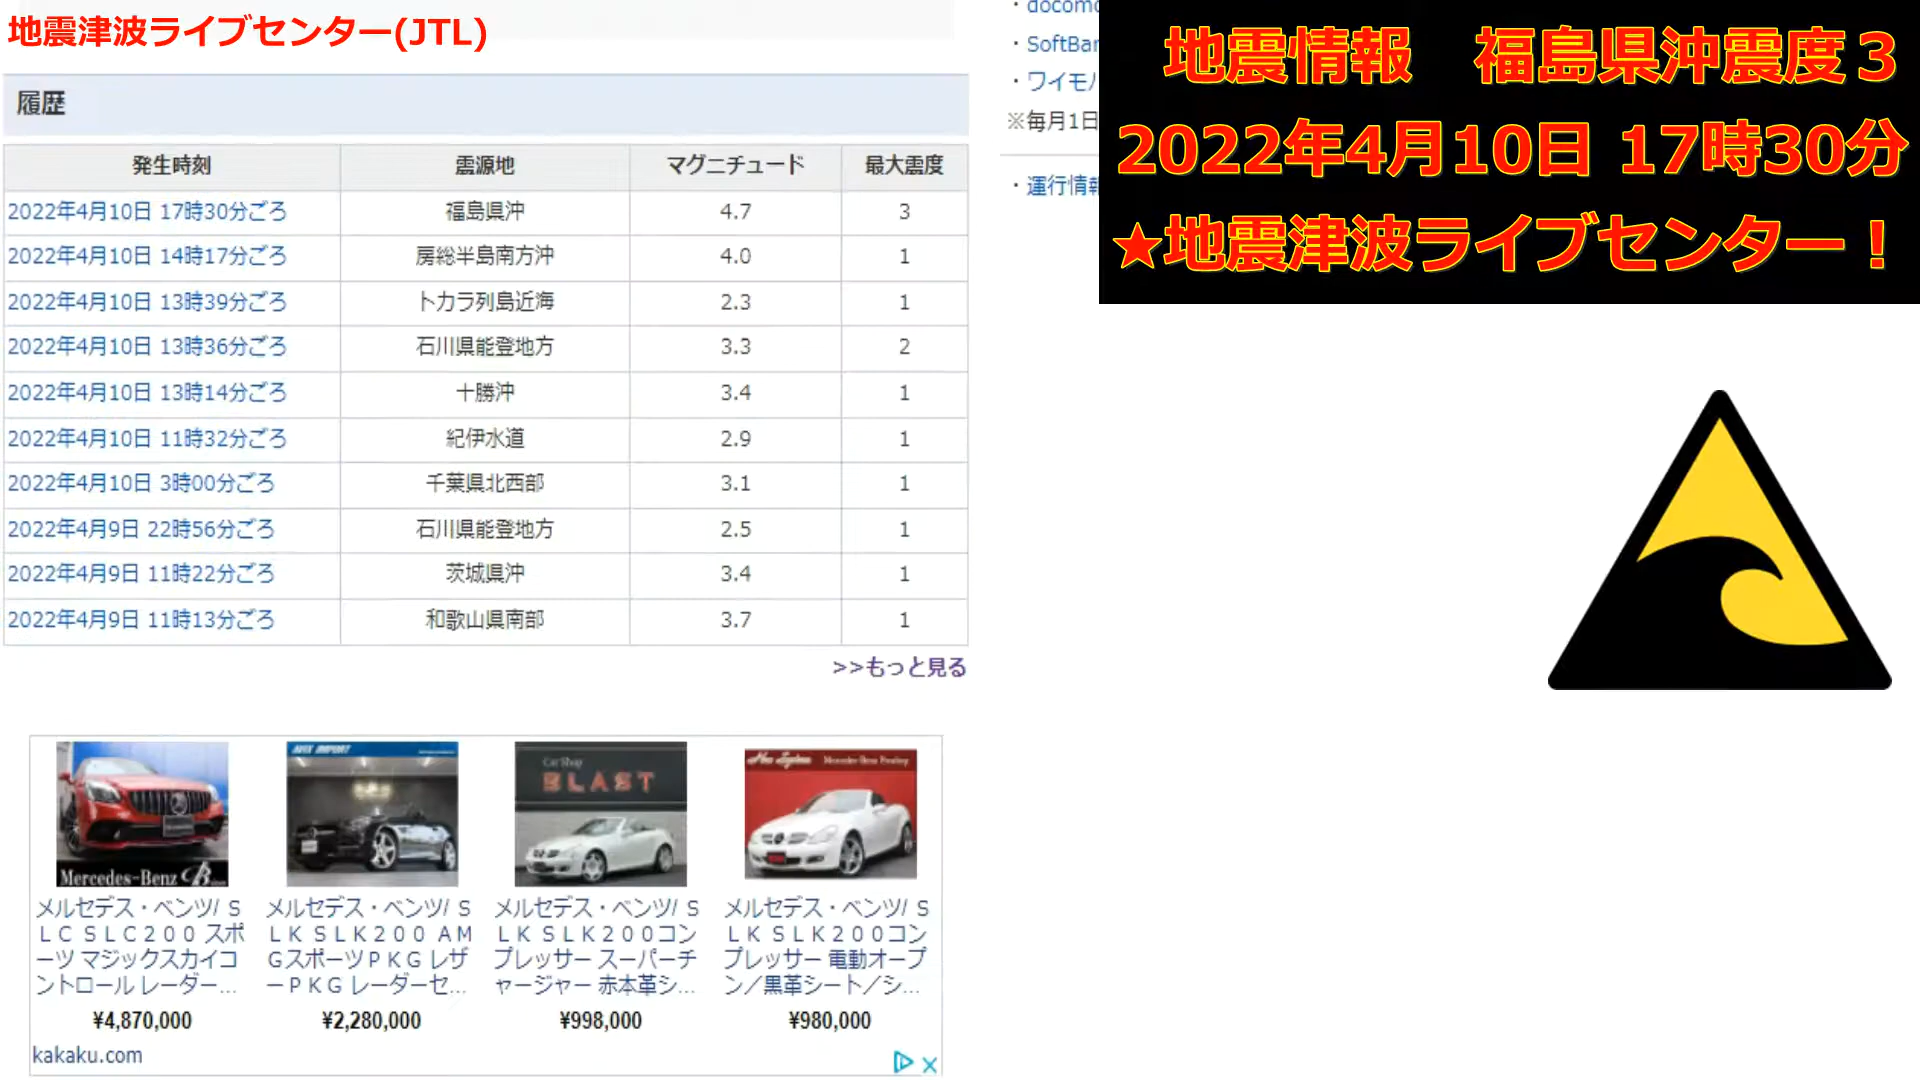 地震津波ライブセンター(JTL)
履歴
発生時刻 震源地 マグニチュード 最大震度
2022年4月10日 17時30分ごろ 福島県沖 4.7 3
2022年4月10日 14時17分ごろ 房総半島南方沖 4.0 1
2022年4月10日 13時39分ごろ トカラ列島近海 2.3 1
2022年4月10日 13時36分ごろ 石川県能登地方 3.3 2
2022年4月10日 13時14分ごろ 十勝沖 3.4 1
2022年4月10日 11時32分ごろ 紀伊水道 2.9 1
2022年4月10日 3時00分ごろ 千葉県北西部 3.1 1
2022年4月9日 22時56分ごろ 石川県能登地方 2.5 1
2022年4月9日 11時22分ごろ 茨城県沖 3.4 1
2022年4月9日 11時13分ごろ 和歌山県南部 3.7 1
>>もっと見る
・docomo
・SoftBan
・ワイモバ
※毎月1日
・運行情報
地震情報　福島県沖震度３
2022年4月10日 17時30分
★地震津波ライブセンター！
AVIX IMPORT
Car Shop
BLAST
Mercedes-Benz
メルセデス・ベンツ/ Ｓ
ＬＣ ＳＬＣ２００ スポ
ーツ マジックスカイコ
ントロール レーダー...
¥4,870,000
メルセデス・ベンツ/ Ｓ
ＬＫ ＳＬＫ２００ ＡＭ
ＧスポーツＰＫＧ レザ
ーＰＫＧ レーダーセ...
¥2,280,000
メルセデス・ベンツ/ Ｓ
ＬＫ ＳＬＫ２００コン
プレッサー スーパーチ
ャージャー 赤本革シ...
¥998,000
メルセデス・ベンツ/ Ｓ
ＬＫ ＳＬＫ２００コン
プレッサー 電動オープ
ン／黒革シート／シ...
¥980,000
kakaku.com